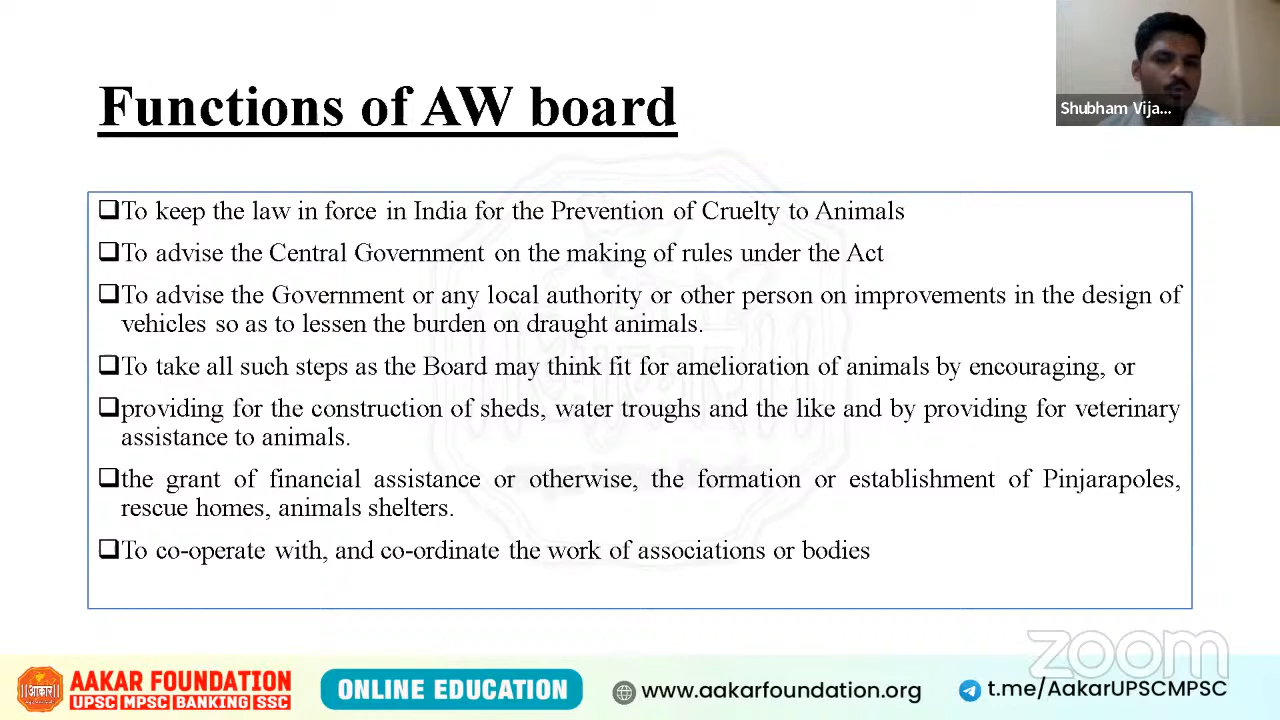 Functions of AW board
Shubham Vija...
❑To keep the law in force in India for the Prevention of Cruelty to Animals
❑To advise the Central Government on the making of rules under the Act
❑To advise the Government or any local authority or other person on improvements in the design of
vehicles so as to lessen the burden on draught animals.
❑To take all such steps as the Board may think fit for amelioration of animals by encouraging, or
❑providing for the construction of sheds, water troughs and the like and by providing for veterinary
assistance to animals.
❑the grant of financial assistance or otherwise, the formation or establishment of Pinjarapoles,
rescue homes, animals shelters.
❑To co-operate with, and co-ordinate the work of associations or bodies
zoom
आकार
AAKAR FOUNDATION
UPSC MPSC BANKING SSC
ONLINE EDUCATION
www.aakarfoundation.org
t.me/AakarUPSCMPSC